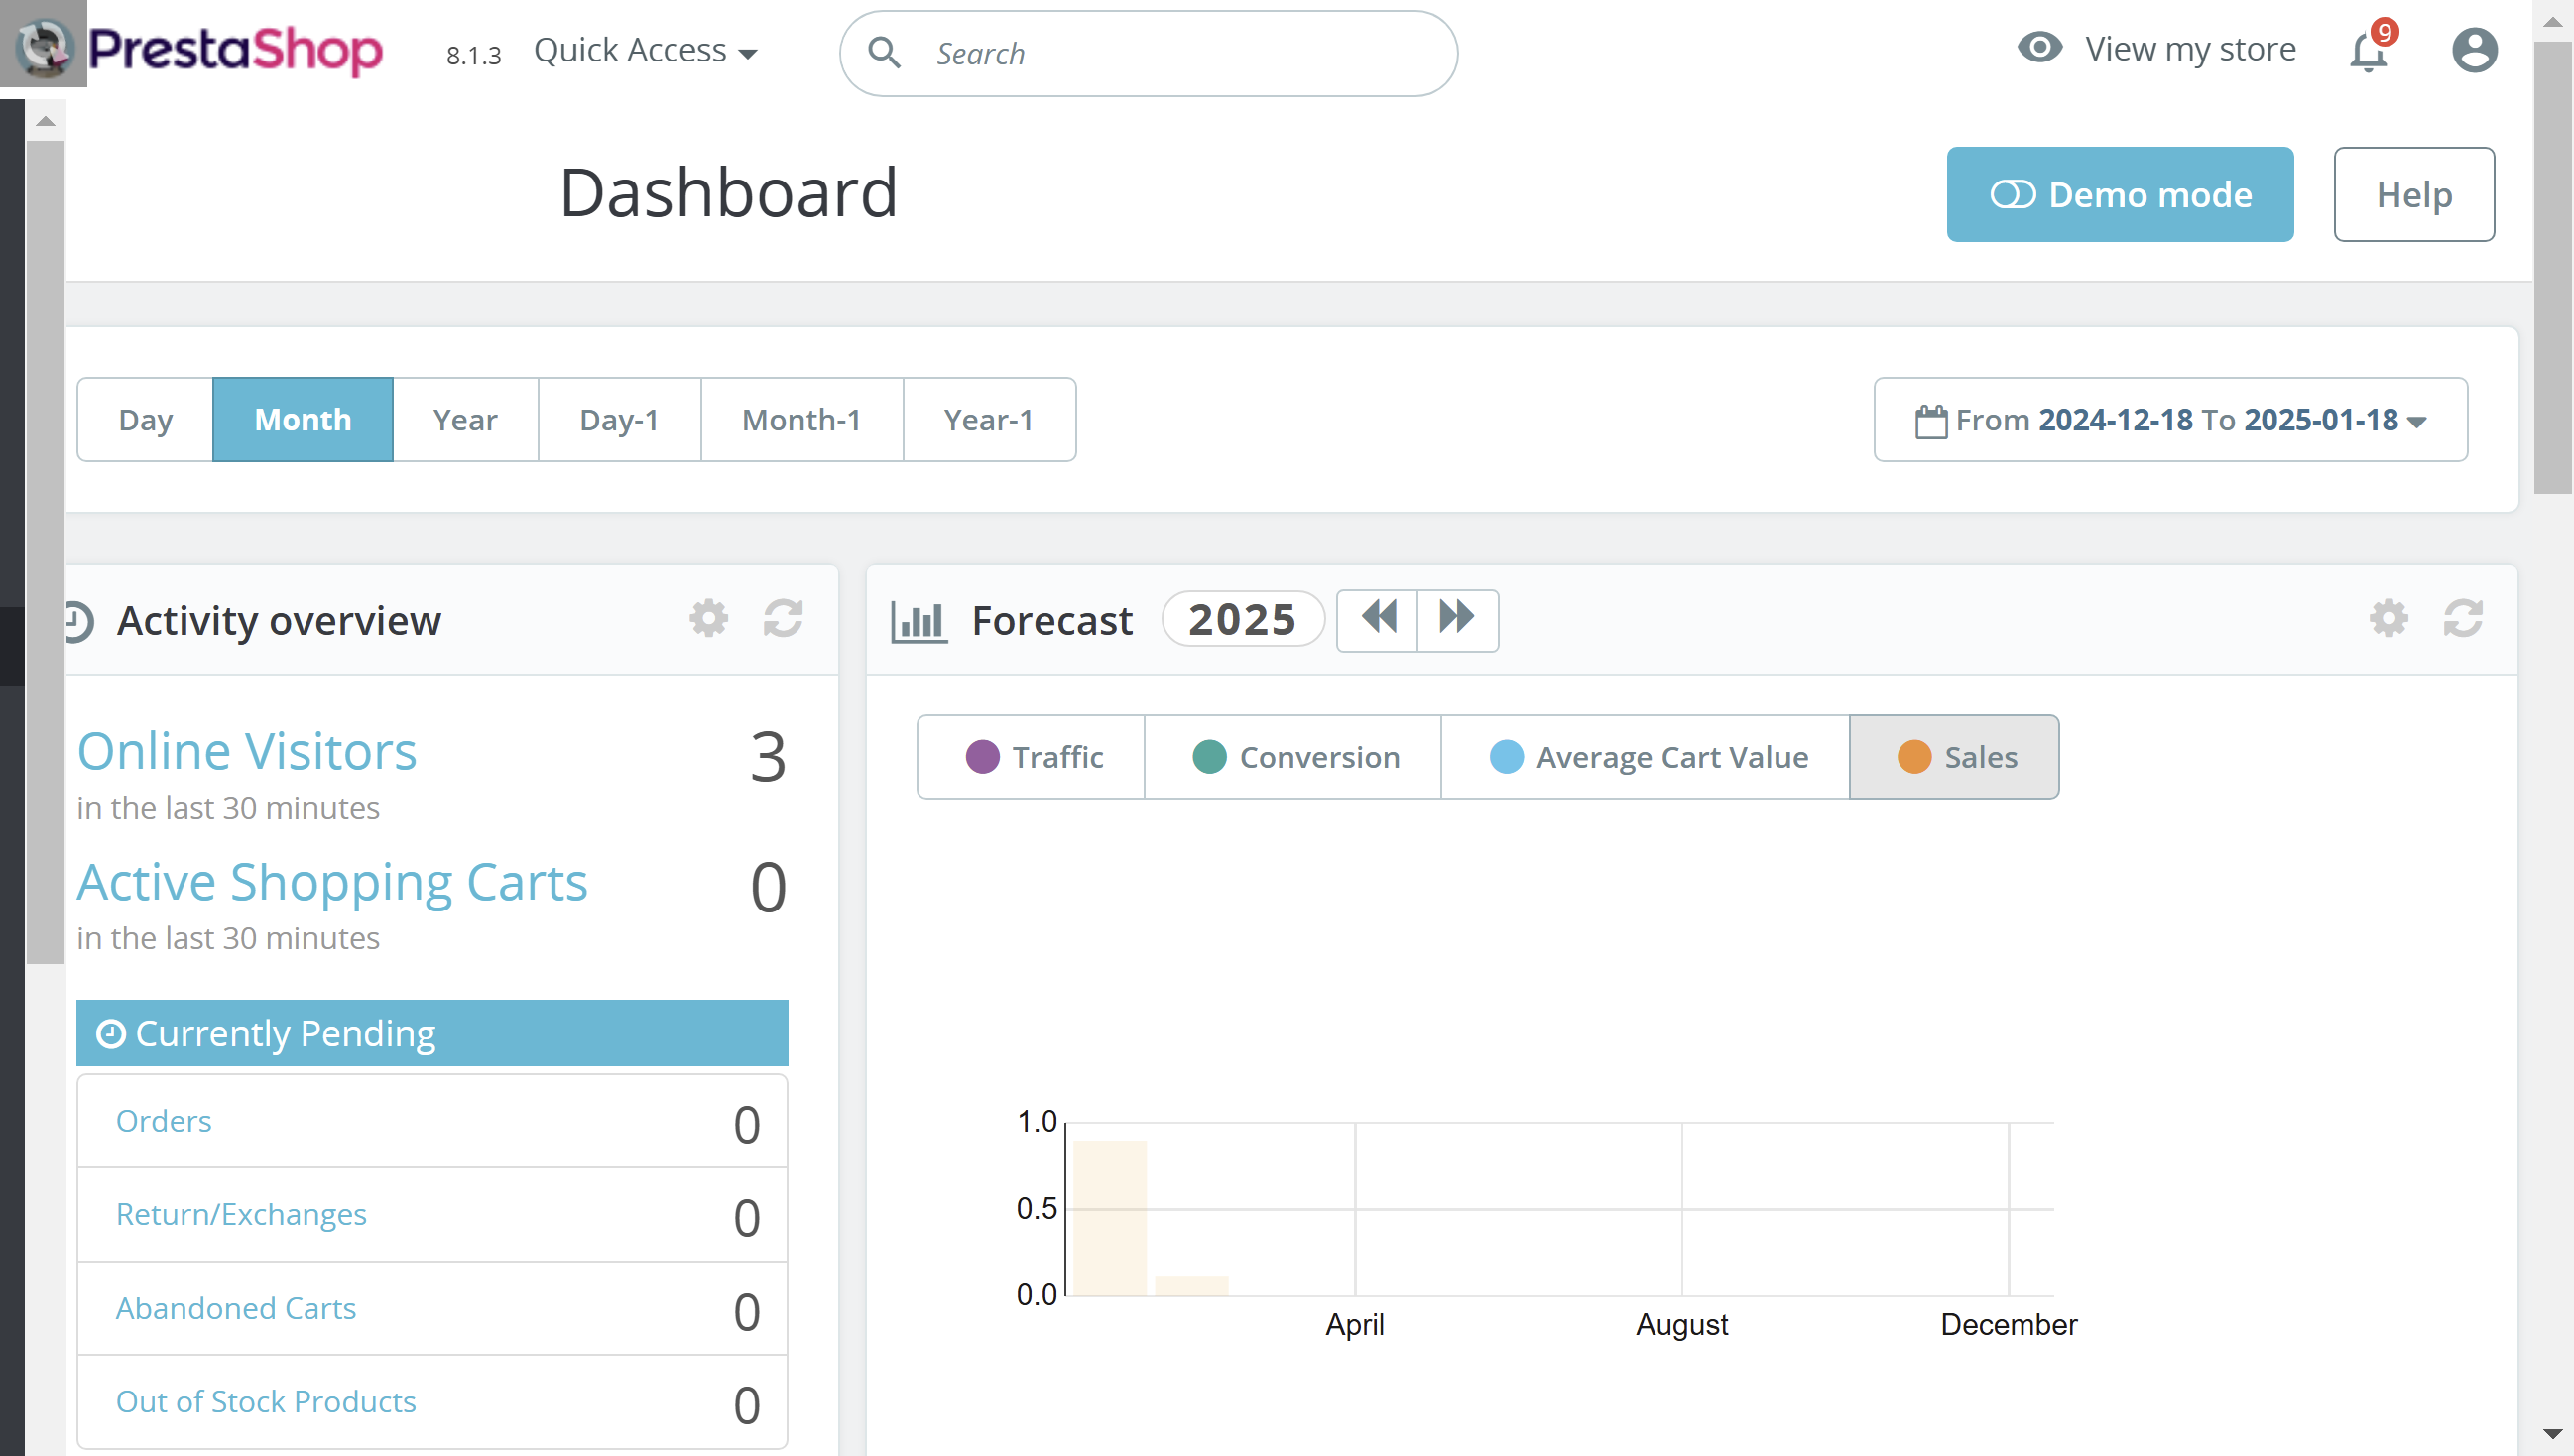 PrestaShop 8.1.3 Quick Access Search View my store 9
Dashboard Demo mode Help
Day Month Year Day-1 Month-1 Year-1 From 2024-12-18 To 2025-01-18
Activity overview
Online Visitors 3
in the last 30 minutes
Active Shopping Carts 0
in the last 30 minutes
Currently Pending
Orders 0
Return/Exchanges 0
Abandoned Carts 0
Out of Stock Products 0
Forecast 2025
Traffic Conversion Average Cart Value Sales
1.0
0.5
0.0
April August December